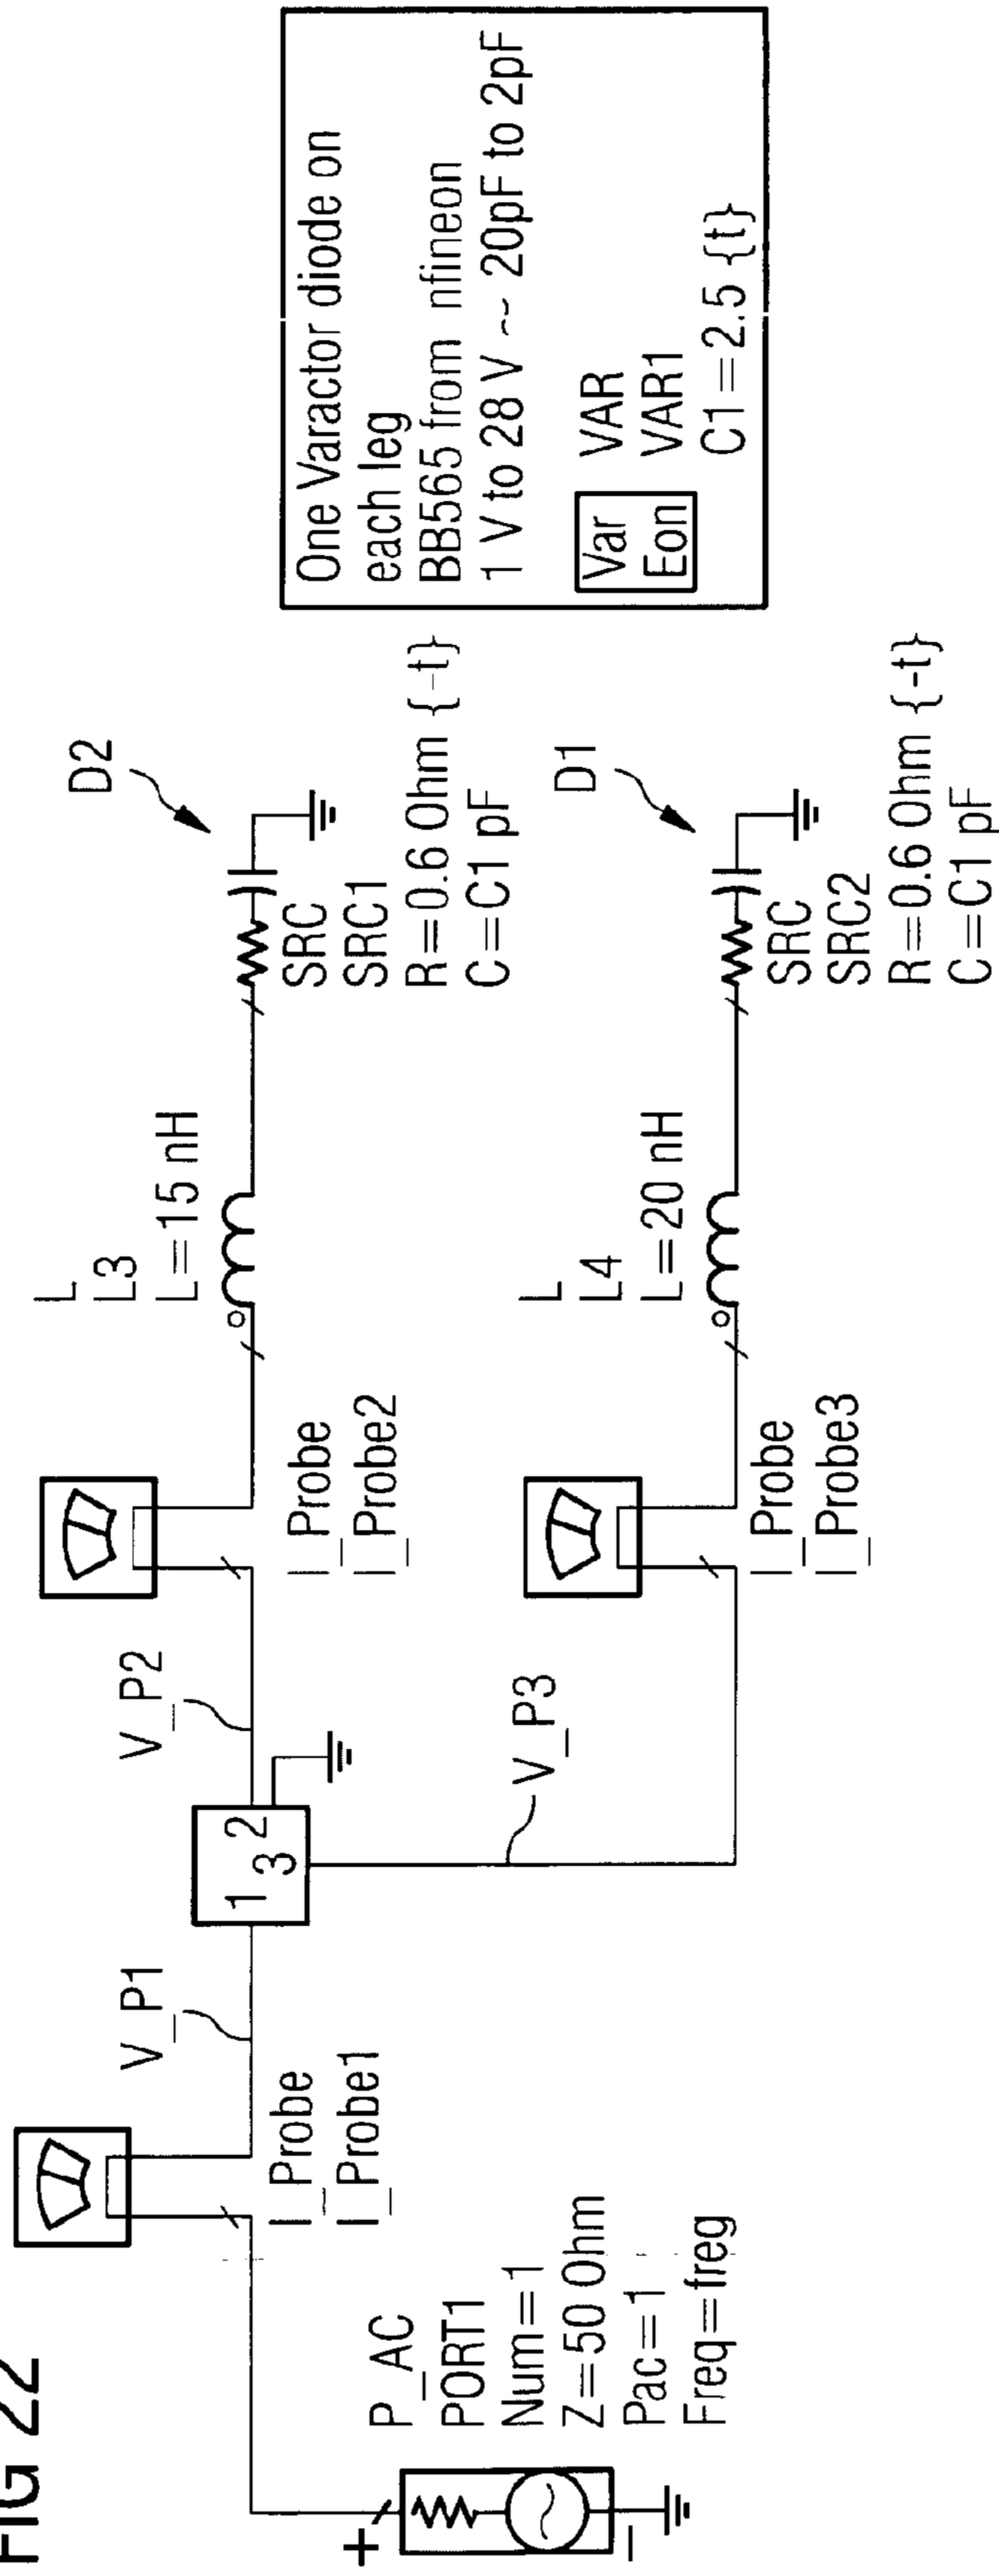 FIG 22
P_AC
PORT1
Num=1
Z=50 Ohm
Pac=1
Freq=freg
+
−
I_Probe
I_Probe1
V_P1
1
2
3
V_P2
V_P3
I_Probe
I_Probe2
L
L3
L=15 nH
D2
SRC
SRC1
R=0.6 Ohm {-t}
C=C1 pF
I_Probe
I_Probe3
L
L4
L=20 nH
D1
SRC
SRC2
R=0.6 Ohm {-t}
C=C1 pF
One Varactor diode on
each leg
BB565 from nfineon
1 V to 28 V ~ 20pF to 2pF
Var
Eon
VAR
VAR1
C1=2.5 {t}